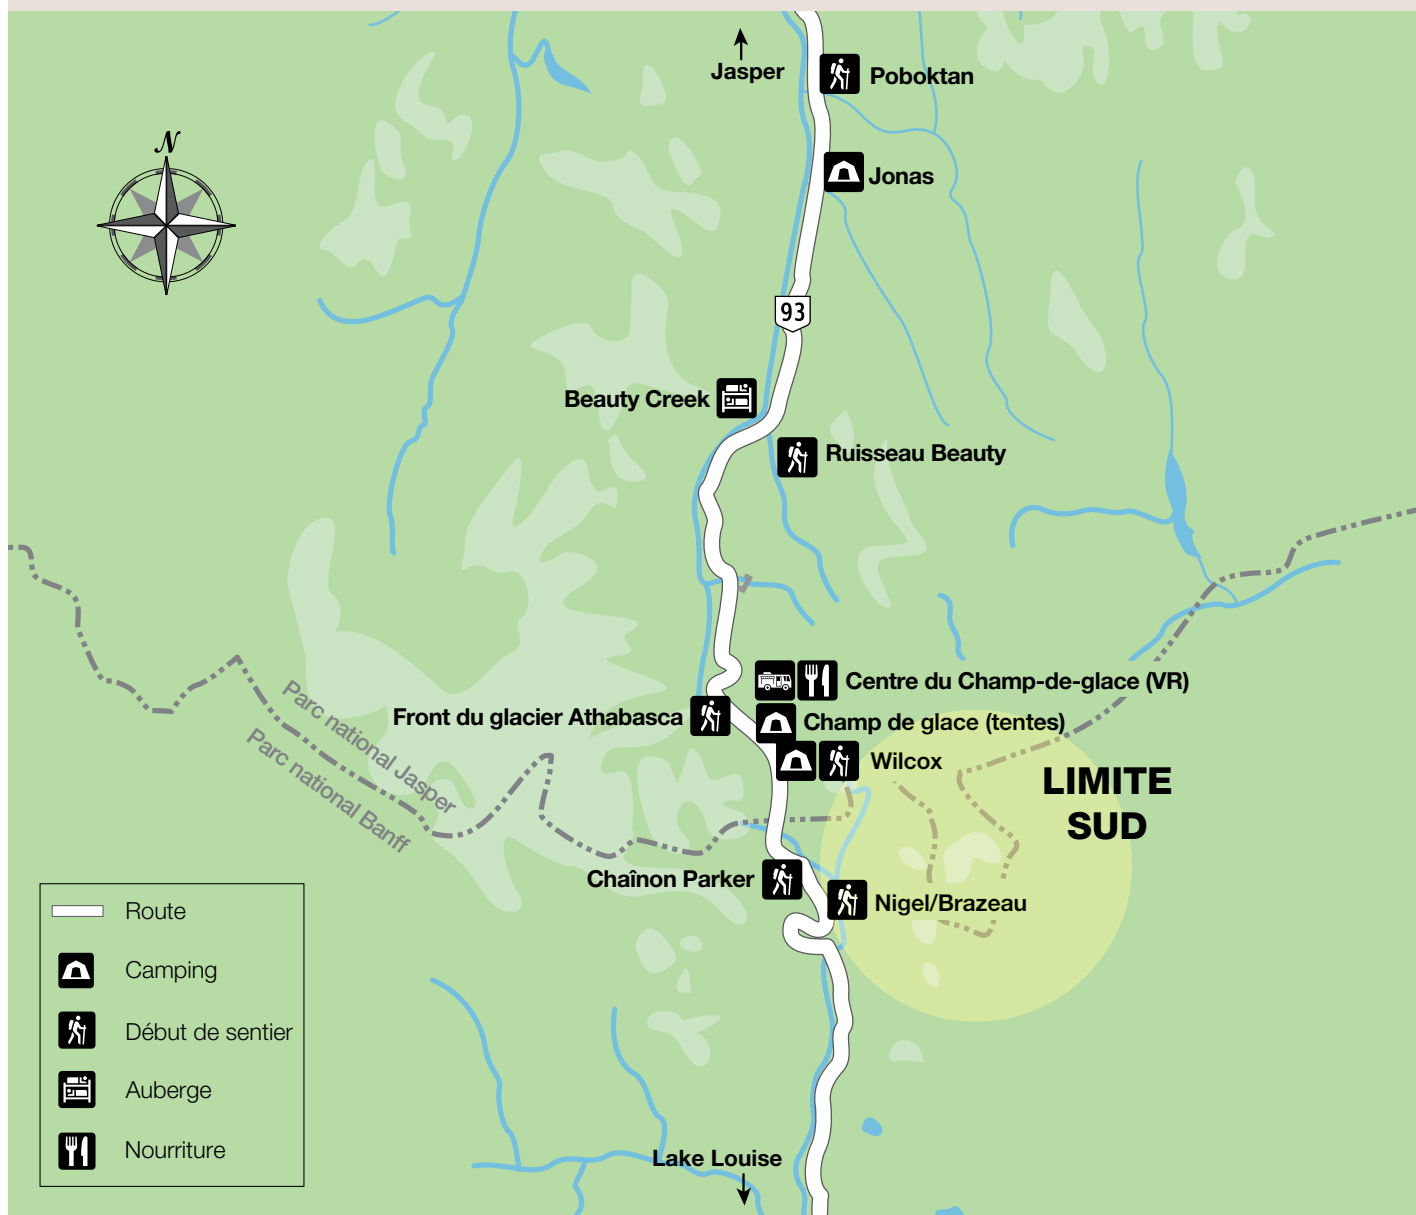 Jasper
Poboktan
N
Jonas
93
Beauty Creek
Ruisseau Beauty
Centre du Champ-de-glace (VR)
Front du glacier Athabasca
Champ de glace (tentes)
Wilcox
LIMITE
SUD
Parc national Jasper
Parc national Banff
Chaînon Parker
Nigel/Brazeau
Route
Camping
Début de sentier
Auberge
Nourriture
Lake Louise